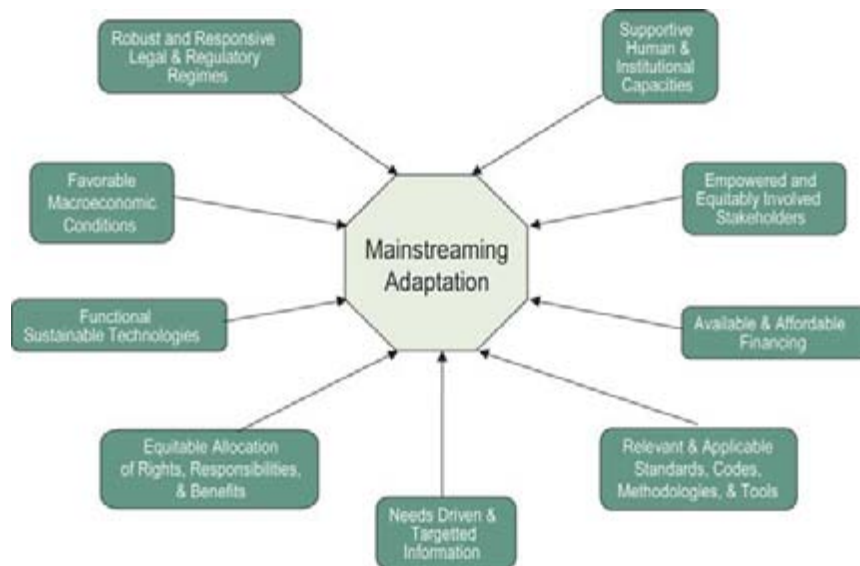 Robust and Responsive
Legal & Regulatory
Regimes
Supportive
Human &
Institutional
Capacities
Favorable
Macroeconomic
Conditions
Empowered and
Equitably Involved
Stakeholders
Mainstreaming
Adaptation
Functional
Sustainable Technologies
Available & Affordable
Financing
Equitable Allocation
of Rights, Responsibilities,
& Benefits
Relevant & Applicable
Standards, Codes,
Methodologies, & Tools
Needs Driven &
Targetted
Information